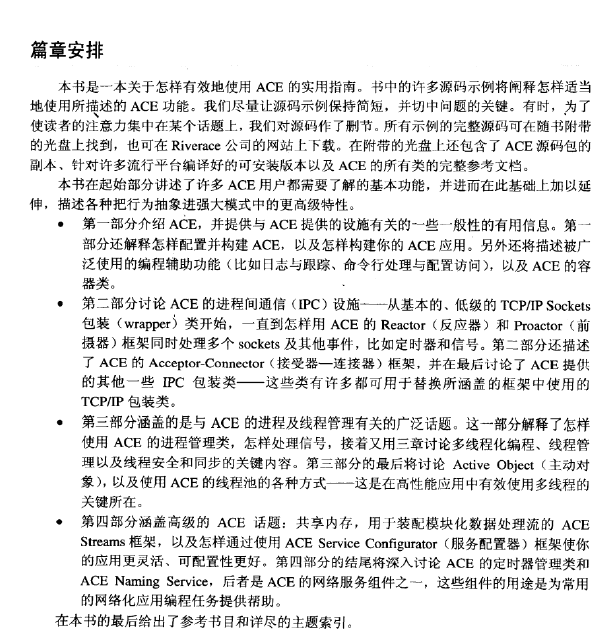 篇章安排
本书是一本关于怎样有效地使用 ACE 的实用指南。书中的许多源码示例将阐释怎样适当
地使用所描述的 ACE 功能。我们尽量让源码示例保持简短，并切中问题的关键。有时，为了
使读者的注意力集中在某个话题上，我们对源码作了删节。所有示例的完整源码可在随书附带
的光盘上找到，也可在 Riverace 公司的网站上下载。在附带的光盘上还包含了 ACE 源码包的
副本、针对许多流行平台编译好的可安装版本以及 ACE 的所有类的完整参考文档。
本书在起始部分讲述了许多 ACE 用户都需要了解的基本功能，并进而在此基础上加以延
伸，描述各种把行为抽象进强大模式中的更高级特性。
● 第一部分介绍 ACE，并提供与 ACE 提供的设施有关的一些一般性的有用信息。第一
部分还解释怎样配置并构建 ACE，以及怎样构建你的 ACE 应用。另外还将描述被广
泛使用的编程辅助功能（比如日志与跟踪、命令行处理与配置访问），以及 ACE 的容
器类。
● 第二部分讨论 ACE 的进程间通信（IPC）设施——从基本的、低级的 TCP/IP Sockets
包装（wrapper）类开始，一直到怎样用 ACE 的 Reactor（反应器）和 Proactor（前
摄器）框架同时处理多个 sockets 及其他事件，比如定时器和信号。第二部分还描述
了 ACE 的 Acceptor-Connector（接受器—连接器）框架，并在最后讨论了 ACE 提供
的其他一些 IPC 包装类——这些类有许多都可用于替换所涵盖的框架中使用的
TCP/IP 包装类。
● 第三部分涵盖的是与 ACE 的进程及线程管理有关的广泛话题。这一部分解释了怎样
使用 ACE 的进程管理类，怎样处理信号，接着又用三章讨论多线程化编程、线程管
理以及线程安全和同步的关键内容。第三部分的最后将讨论 Active Object（主动对
象），以及使用 ACE 的线程池的各种方式——这是在高性能应用中有效使用多线程的
关键所在。
● 第四部分涵盖高级的 ACE 话题：共享内存，用于装配模块化数据处理流的 ACE
Streams 框架，以及怎样通过使用 ACE Service Configurator（服务配置器）框架使你
的应用更灵活、可配置性更好。第四部分的结尾将深入讨论 ACE 的定时器管理类和
ACE Naming Service，后者是 ACE 的网络服务组件之一，这些组件的用途是为常用
的网络化应用编程任务提供帮助。
在本书的最后给出了参考书目和详尽的主题索引。